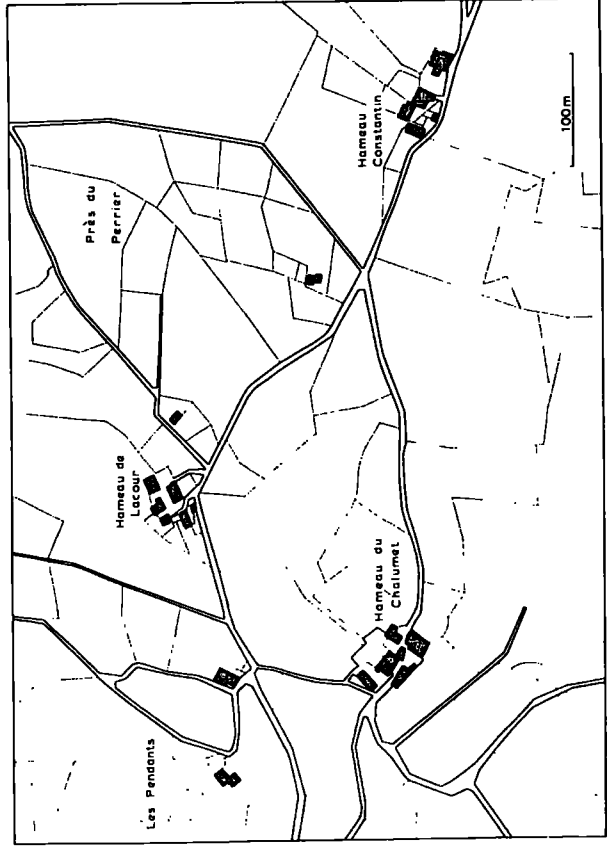 Les Pendants
Hameau de
Lacour
Hameau du
Chalumet
Près du
Perrier
Hameau
Constantin
100m